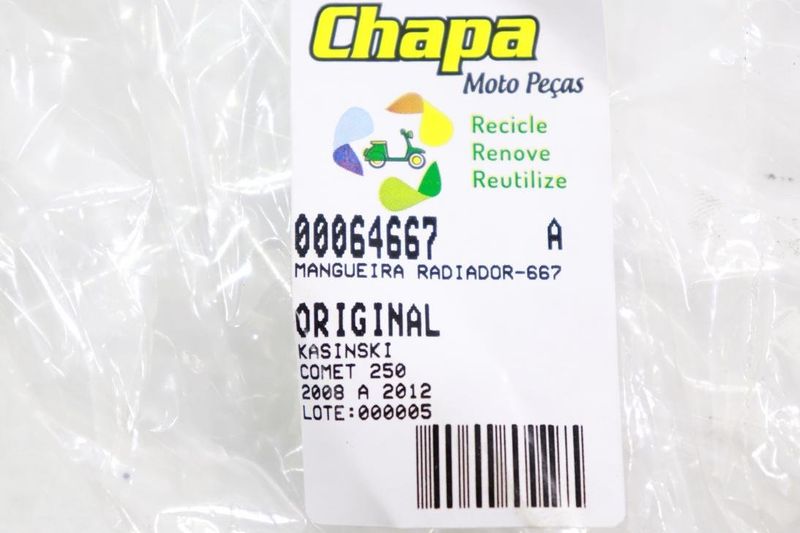 Chapa
Moto Peças
Recicle
Renove
Reutilize
00064667 A
MANGUEIRA RADIADOR-667
ORIGINAL
KASINSKI
COMET 250
2008 A 2012
LOTE:000005